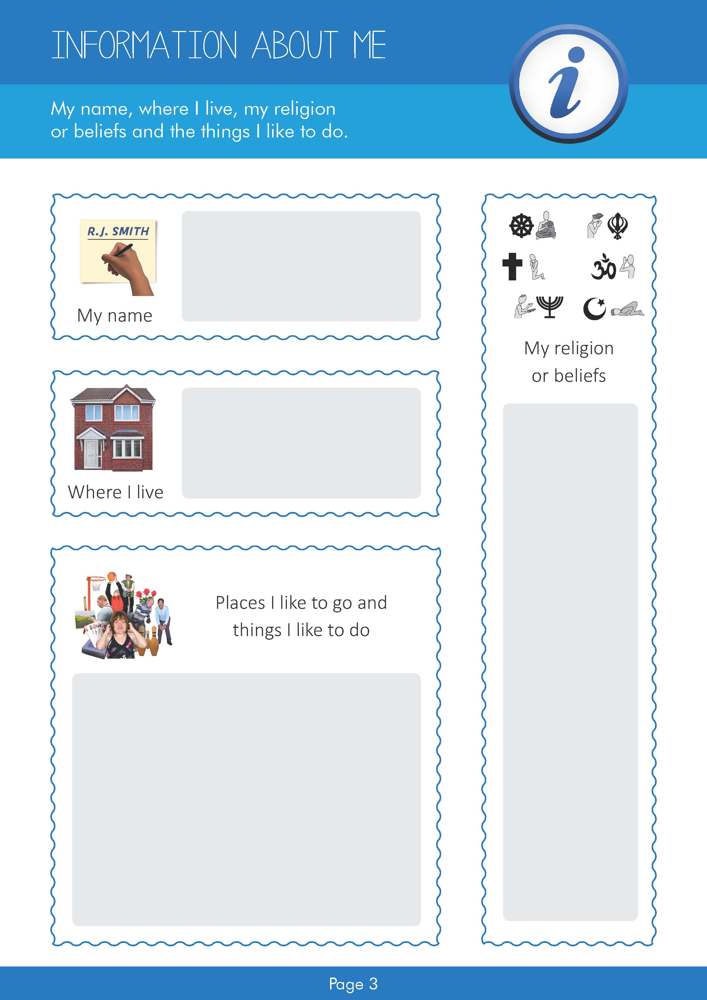 INFORMATION ABOUT ME
My name, where I live, my religion
or beliefs and the things I like to do.
R.J. SMITH
My name
Where I live
Places I like to go and
things I like to do
My religion
or beliefs
Page 3